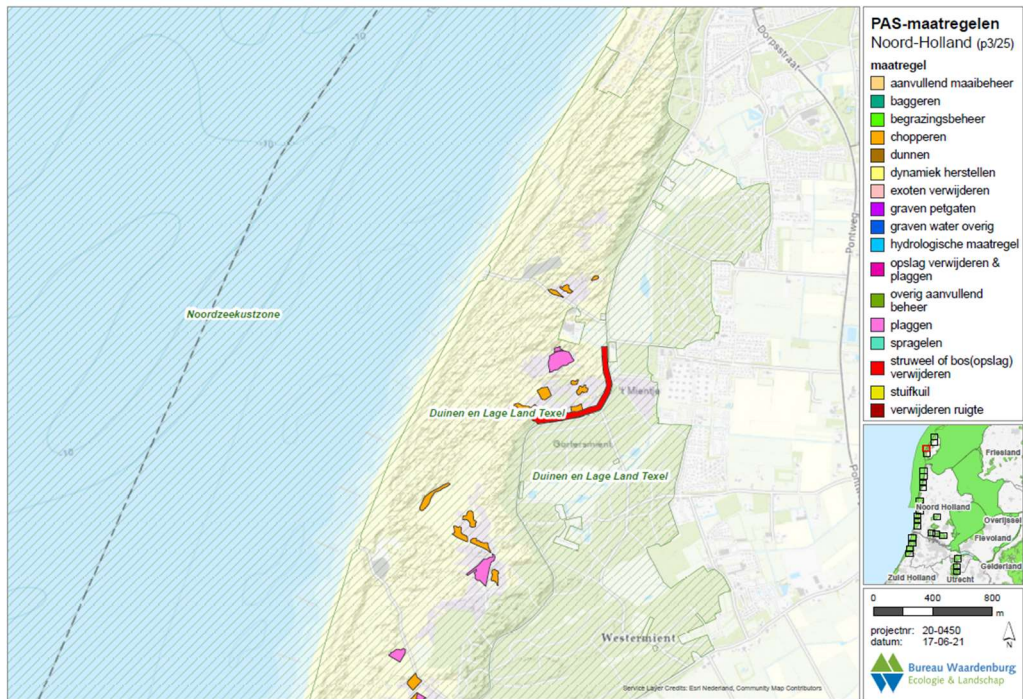 -10
-10
-10
Noordzeekustzone
Dorpsstraat
Pontweg
't Mientje
Duinen en Lage Land Texel
Gortersmient
Duinen en Lage Land Texel
Westermient
Service Layer Credits: Esri Nederland, Community Map Contributors
PAS-maatregelen
Noord-Holland (p3/25)
maatregel
aanvullend maaibeheer
baggeren
begrazingsbeheer
chopperen
dunnen
dynamiek herstellen
exoten verwijderen
graven petgaten
graven water overig
hydrologische maatregel
opslag verwijderen &
plaggen
overig aanvullend
beheer
plaggen
spragelen
struweel of bos(opslag)
verwijderen
stuifkuil
verwijderen ruigte
Friesland
Noord Holland
Overijssel
Flevoland
Gelderland
Zuid Holland
Utrecht
0 400 800
m
projectnr: 20-0450
datum: 17-06-21
N
Bureau Waardenburg
Ecologie & Landschap